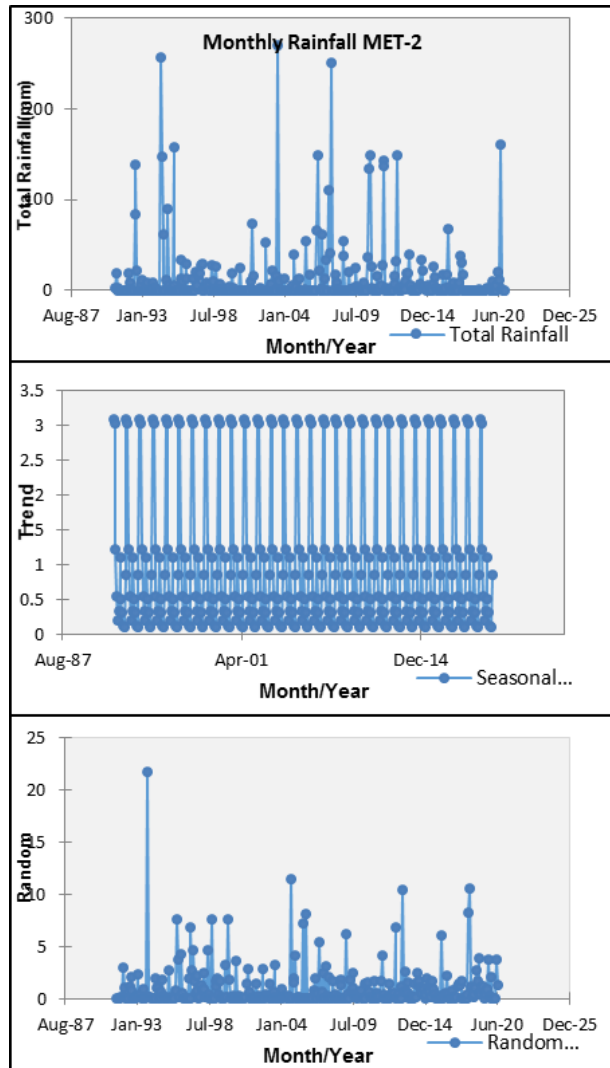 Monthly Rainfall MET-2
300
200
100
0
Total Rainfall(mm)
Aug-87 Jan-93 Jul-98 Jan-04 Jul-09 Dec-14 Jun-20 Dec-25
Month/Year
Total Rainfall
3.5
3
2.5
2
1.5
1
0.5
0
Trend
Aug-87 Apr-01 Dec-14
Month/Year
Seasonal...
25
20
15
10
5
0
Random
Aug-87 Jan-93 Jul-98 Jan-04 Jul-09 Dec-14 Jun-20 Dec-25
Month/Year
Random...